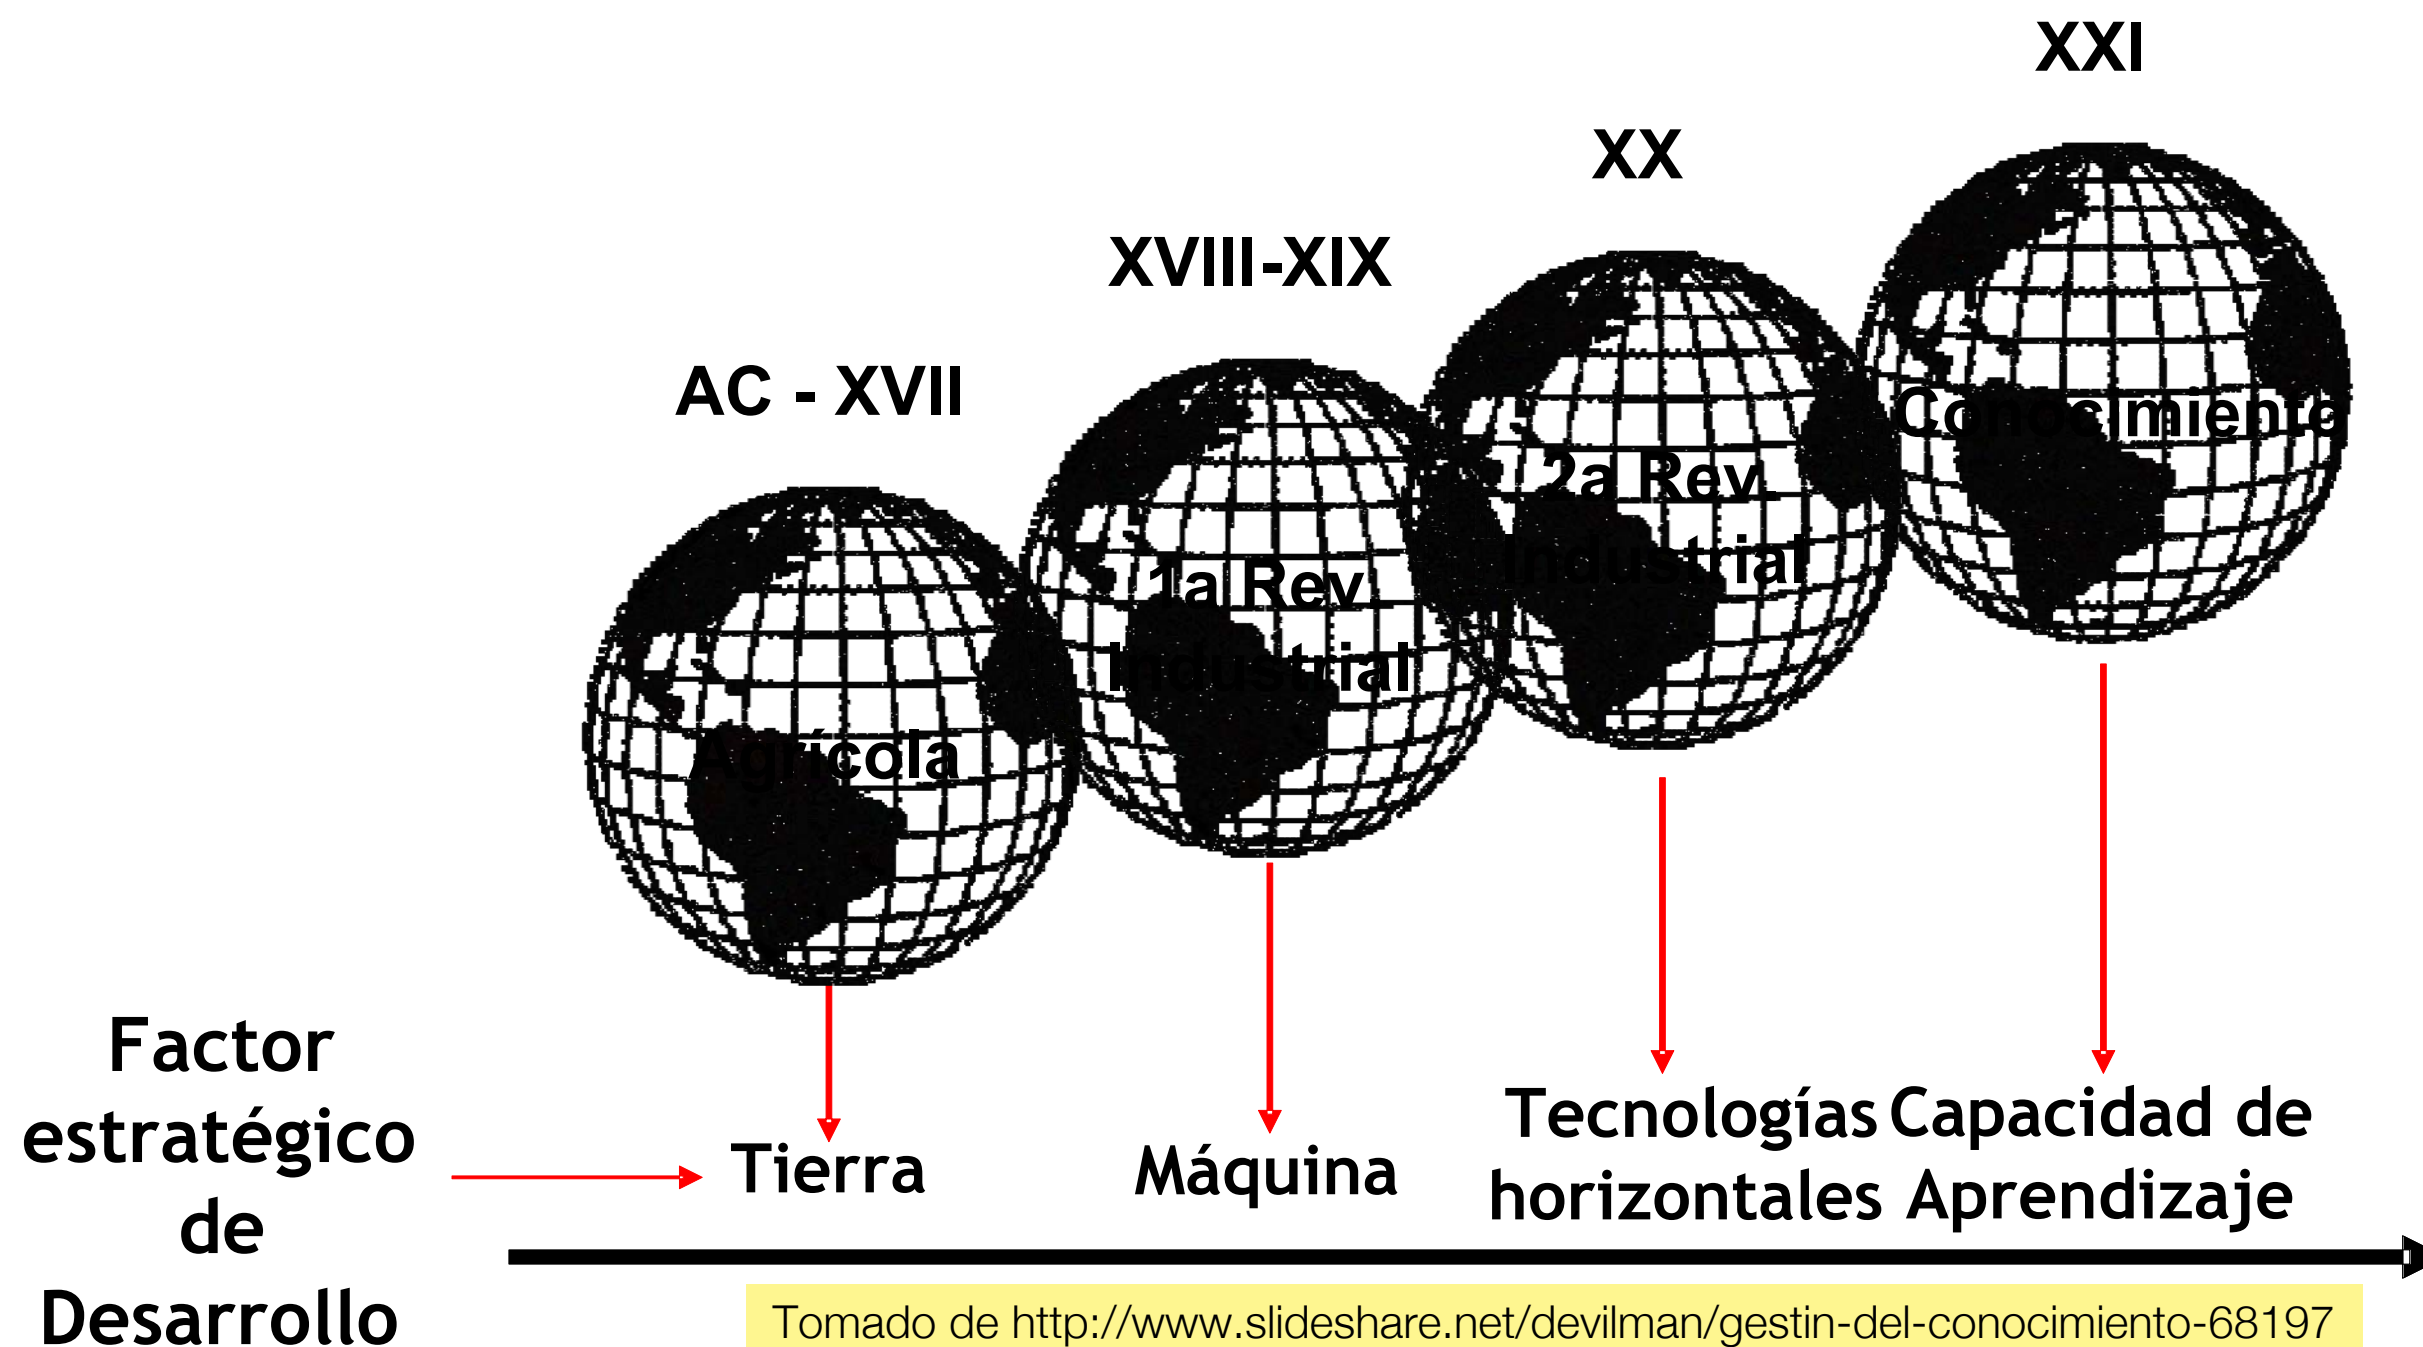 XXI
XX
XVIII-XIX
AC - XVII
Conocimiento
2a Rev.
Industrial
1a Rev
Industrial
Agrícola
Factor
estratégico
de
Desarrollo
Tierra
Máquina
Tecnologías
horizontales
Capacidad de
Aprendizaje
Tomado de http://www.slideshare.net/devilman/gestin-del-conocimiento-68197